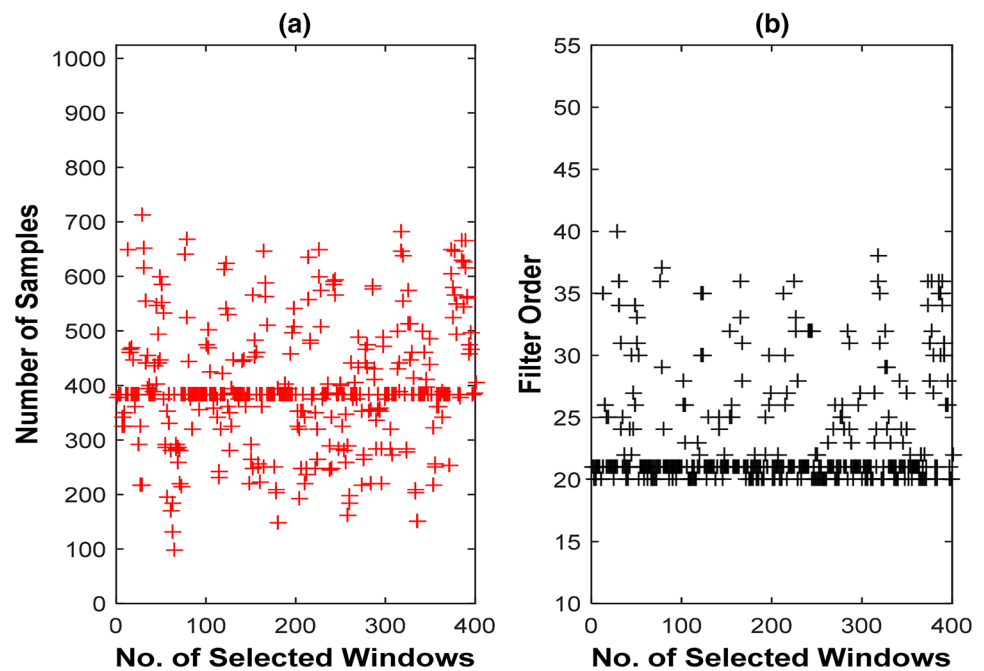 (a)
Number of Samples
1000
900
800
700
600
500
400
300
200
100
0
0 100 200 300 400
No. of Selected Windows
(b)
Filter Order
55
50
45
40
35
30
25
20
15
10
0 100 200 300 400
No. of Selected Windows